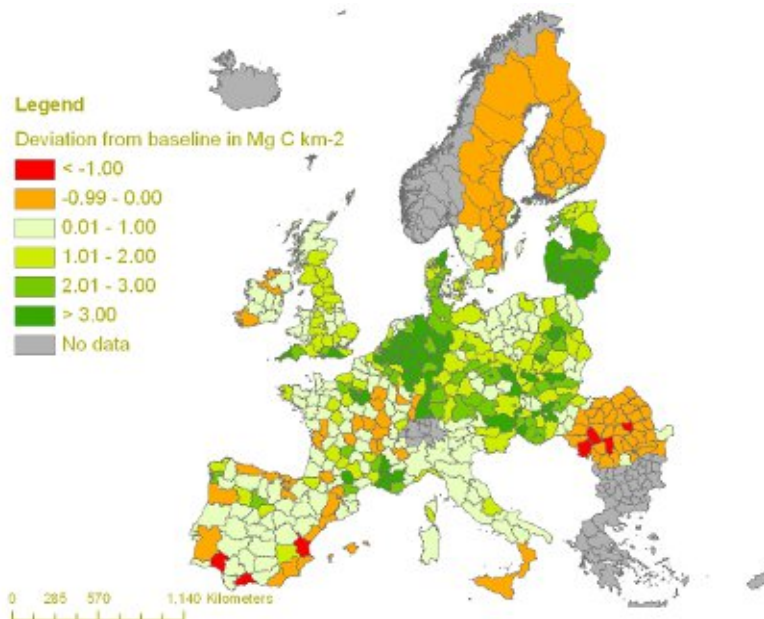 Legend
Deviation from baseline in Mg C km-2
< -1.00
-0.99 - 0.00
0.01 - 1.00
1.01 - 2.00
2.01 - 3.00
> 3.00
No data
0 285 570 1.140 Kilometers